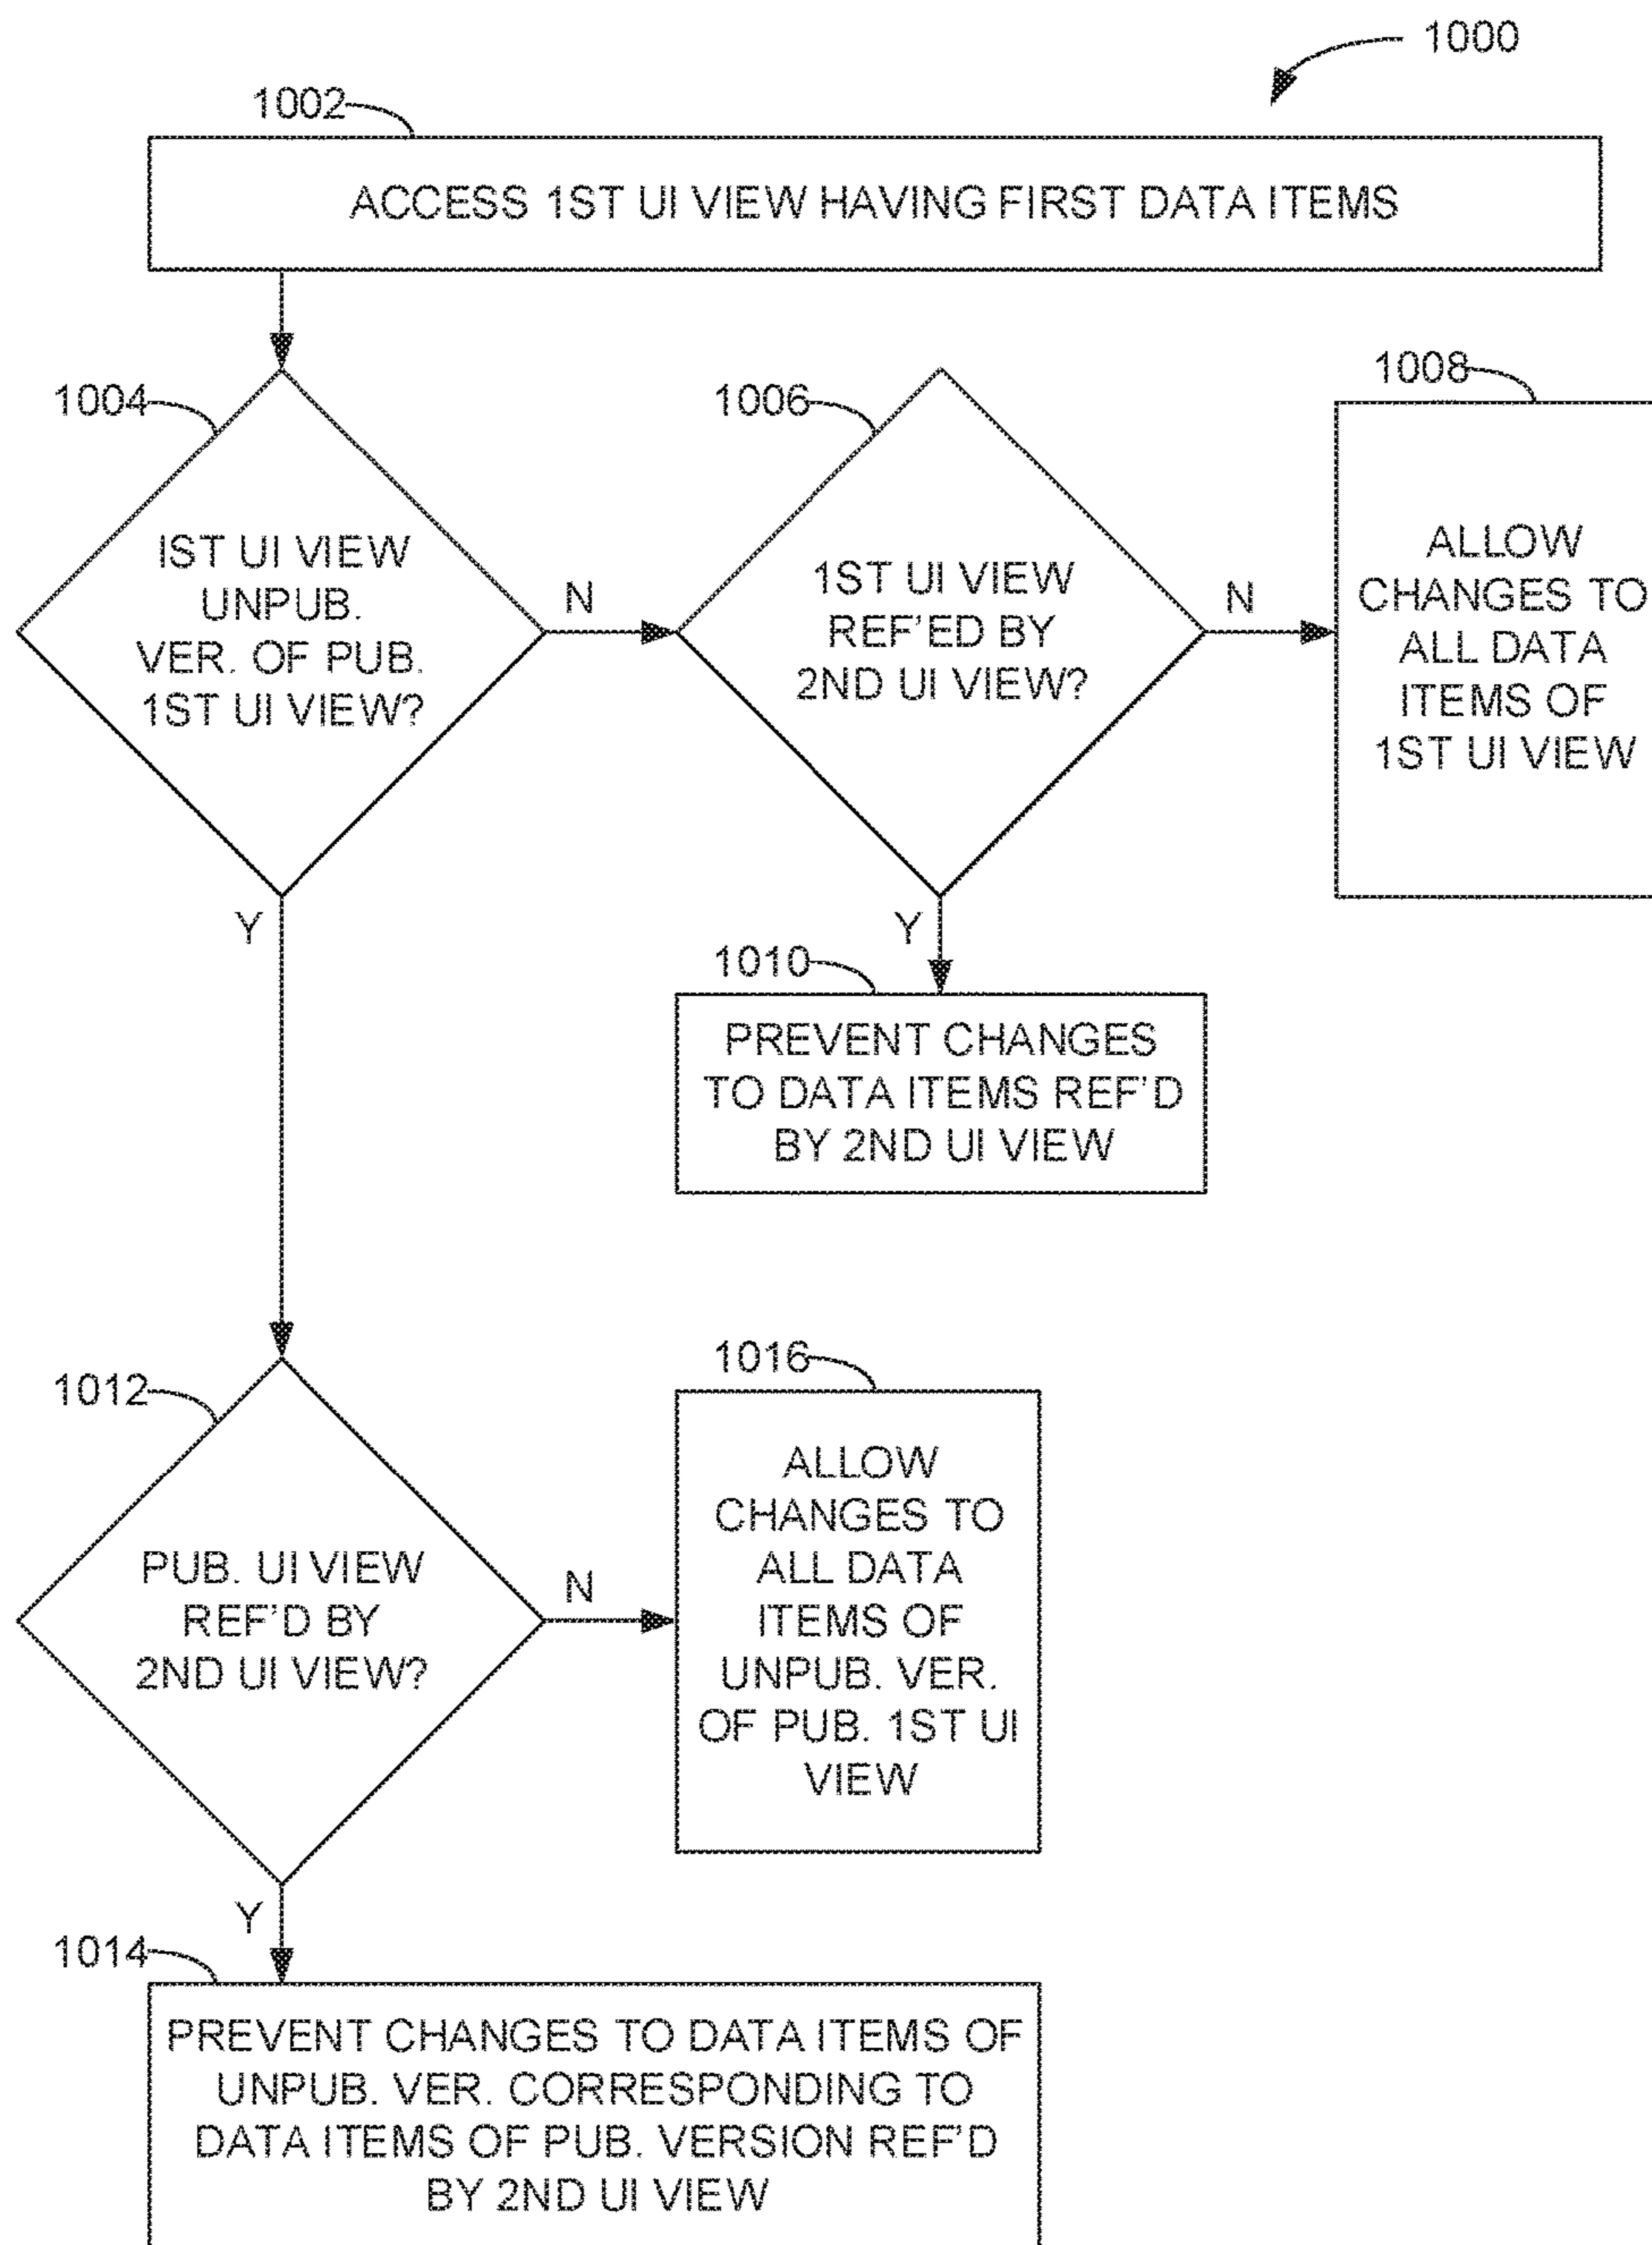 1000
1002
ACCESS 1ST UI VIEW HAVING FIRST DATA ITEMS
1004
IST UI VIEW
UNPUB.
VER. OF PUB.
1ST UI VIEW?
N
Y
1006
1ST UI VIEW
REF'ED BY
2ND UI VIEW?
N
Y
1008
ALLOW
CHANGES TO
ALL DATA
ITEMS OF
1ST UI VIEW
1010
PREVENT CHANGES
TO DATA ITEMS REF'D
BY 2ND UI VIEW
1012
PUB. UI VIEW
REF'D BY
2ND UI VIEW?
N
Y
1016
ALLOW
CHANGES TO
ALL DATA
ITEMS OF
UNPUB. VER.
OF PUB. 1ST UI
VIEW
1014
PREVENT CHANGES TO DATA ITEMS OF
UNPUB. VER. CORRESPONDING TO
DATA ITEMS OF PUB. VERSION REF'D
BY 2ND UI VIEW